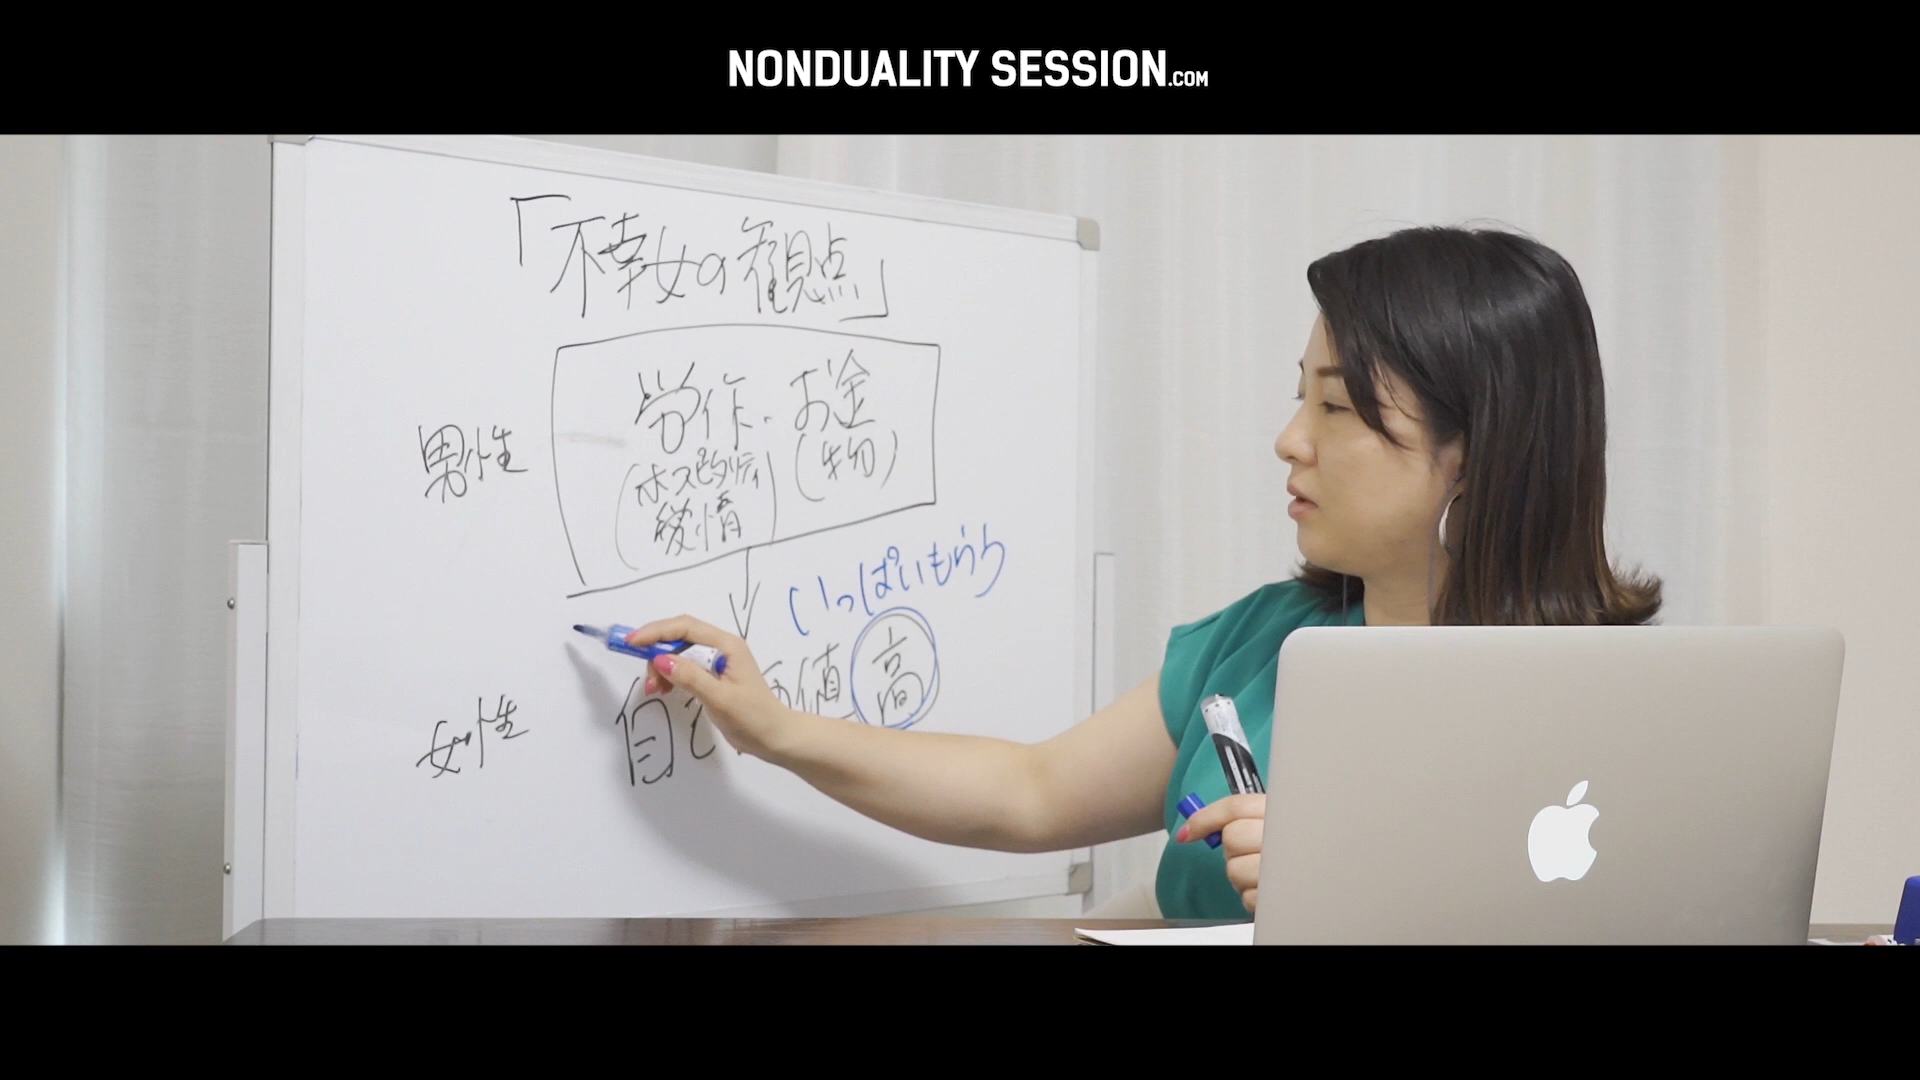 NONDUALITY SESSION.COM
「不幸女の観点」
男性
労作・お金
(ホスピタリティ 愛情)
(物)
いっぱいもらう
女性
自己 価値 高